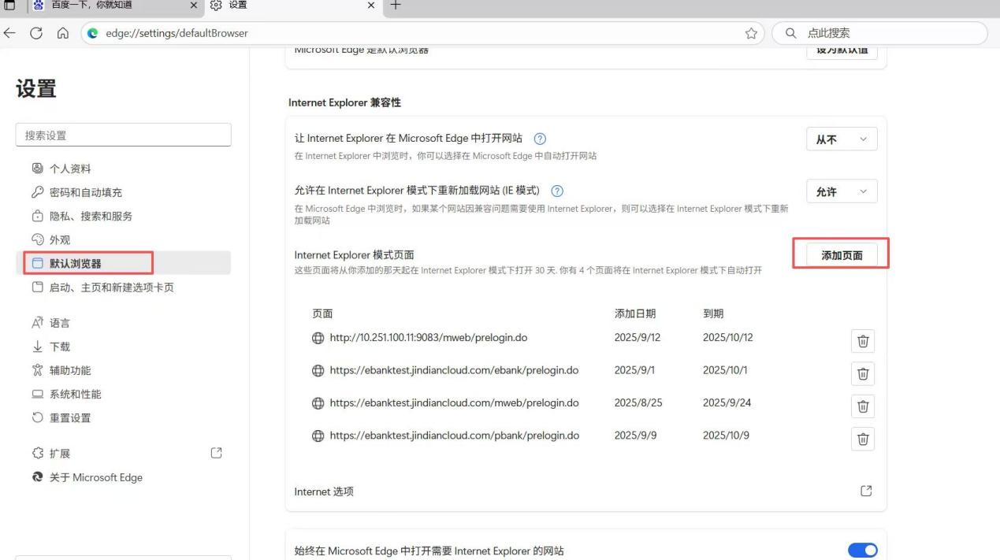 百度一下，你就知道
设置
edge://settings/defaultBrowser
点此搜索
设置
搜索设置
个人资料
密码和自动填充
隐私、搜索和服务
外观
默认浏览器
启动、主页和新建选项卡页
语言
下载
辅助功能
系统和性能
重置设置
扩展
关于 Microsoft Edge
Microsoft Edge 是默认浏览器
设为默认值
Internet Explorer 兼容性
让 Internet Explorer 在 Microsoft Edge 中打开网站
从不
在 Internet Explorer 中浏览时，你可以选择在 Microsoft Edge 中自动打开网站
允许在 Internet Explorer 模式下重新加载网站 (IE 模式)
允许
在 Microsoft Edge 中浏览时，如果某个网站因兼容问题需要使用 Internet Explorer，则可以选择在 Internet Explorer 模式下重新
加载网站
Internet Explorer 模式页面
添加页面
这些页面将从你添加的那天起在 Internet Explorer 模式下打开 30 天. 你有 4 个页面将在 Internet Explorer 模式下自动打开
页面 添加日期 到期
http://10.251.100.11:9083/mweb/prelogin.do 2025/9/12 2025/10/12
https://ebanktest.jindiancloud.com/ebank/prelogin.do 2025/9/1 2025/10/1
https://ebanktest.jindiancloud.com/mweb/prelogin.do 2025/8/25 2025/9/24
https://ebanktest.jindiancloud.com/pbank/prelogin.do 2025/9/9 2025/10/9
Internet 选项
始终在 Microsoft Edge 中打开需要 Internet Explorer 的网站